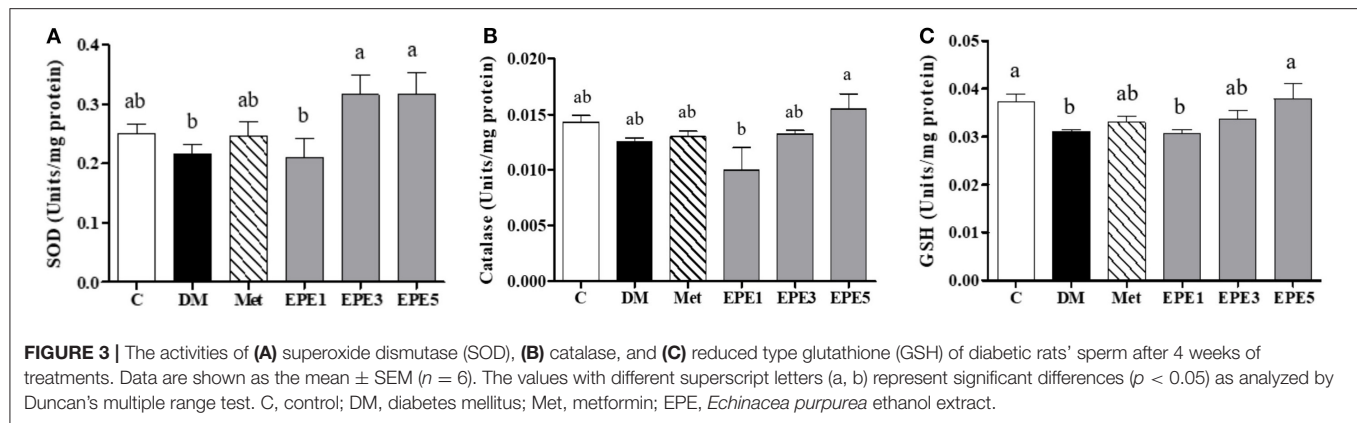 A
SOD (Units/mg protein)
0.4
0.3
0.2
0.1
0.0
ab
b
ab
b
a
a
C DM Met EPE1 EPE3 EPE5
B
Catalase (Units/mg protein)
0.020
0.015
0.010
0.005
0.000
ab
ab
ab
b
ab
a
C DM Met EPE1 EPE3 EPE5
C
GSH (Units/mg protein)
0.05
0.04
0.03
0.02
0.01
0.00
a
b
ab
b
ab
a
C DM Met EPE1 EPE3 EPE5
FIGURE 3 | The activities of (A) superoxide dismutase (SOD), (B) catalase, and (C) reduced type glutathione (GSH) of diabetic rats' sperm after 4 weeks of
treatments. Data are shown as the mean ± SEM (n = 6). The values with different superscript letters (a, b) represent significant differences (p < 0.05) as analyzed by
Duncan's multiple range test. C, control; DM, diabetes mellitus; Met, metformin; EPE, Echinacea purpurea ethanol extract.